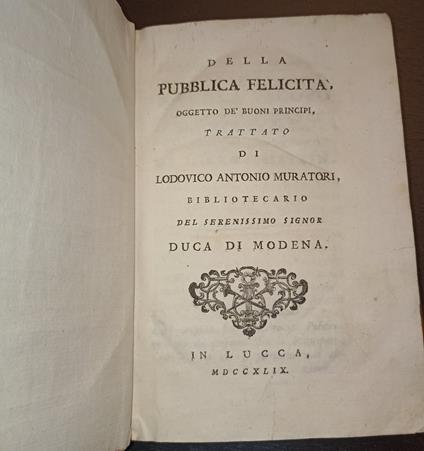 DELLA
PUBBLICA FELICITA',
OGGETTO DE' BUONI PRINCIPI,
TRATTATO
DI
LODOVICO ANTONIO MURATORI,
BIBLIOTECARIO
DEL SERENISSIMO SIGNOR
DUCA DI MODENA.
IN LUCCA,
MDCCXLIX.